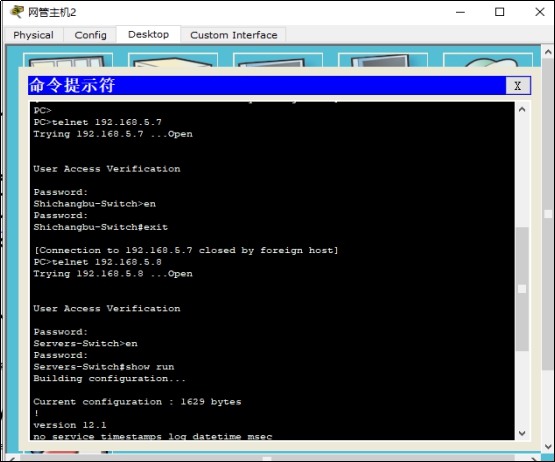 网管主机2
Physical Config Desktop Custom Interface
命令提示符 X
PC>
PC>telnet 192.168.5.7
Trying 192.168.5.7 ...Open
User Access Verification
Password:
Shichangbu-Switch>en
Password:
Shichangbu-Switch#exit
[Connection to 192.168.5.7 closed by foreign host]
PC>telnet 192.168.5.8
Trying 192.168.5.8 ...Open
User Access Verification
Password:
Servers-Switch>en
Password:
Servers-Switch#show run
Building configuration...
Current configuration : 1629 bytes
!
version 12.1
no service timestamps log datetime msec